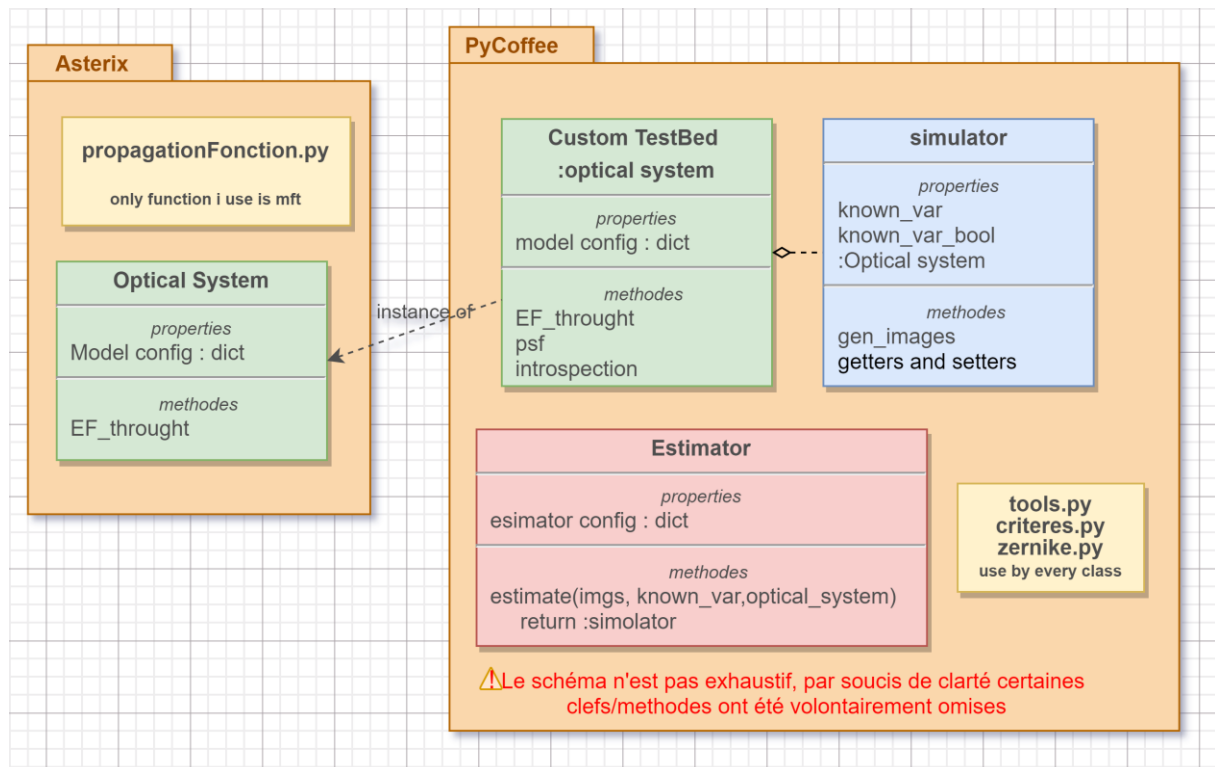 Asterix
propagationFonction.py
only function i use is mft
Optical System
properties
Model config : dict
methodes
EF_throught
instance of
PyCoffee
Custom TestBed
:optical system
properties
model config : dict
methodes
EF_throught
psf
introspection
simulator
properties
known_var
known_var_bool
:Optical system
methodes
gen_images
getters and setters
Estimator
properties
esimator config : dict
methodes
estimate(imgs, known_var,optical_system)
return :simolator
tools.py
criteres.py
zernike.py
use by every class
⚠Le schéma n'est pas exhaustif, par soucis de clarté certaines
clefs/methodes ont été volontairement omises